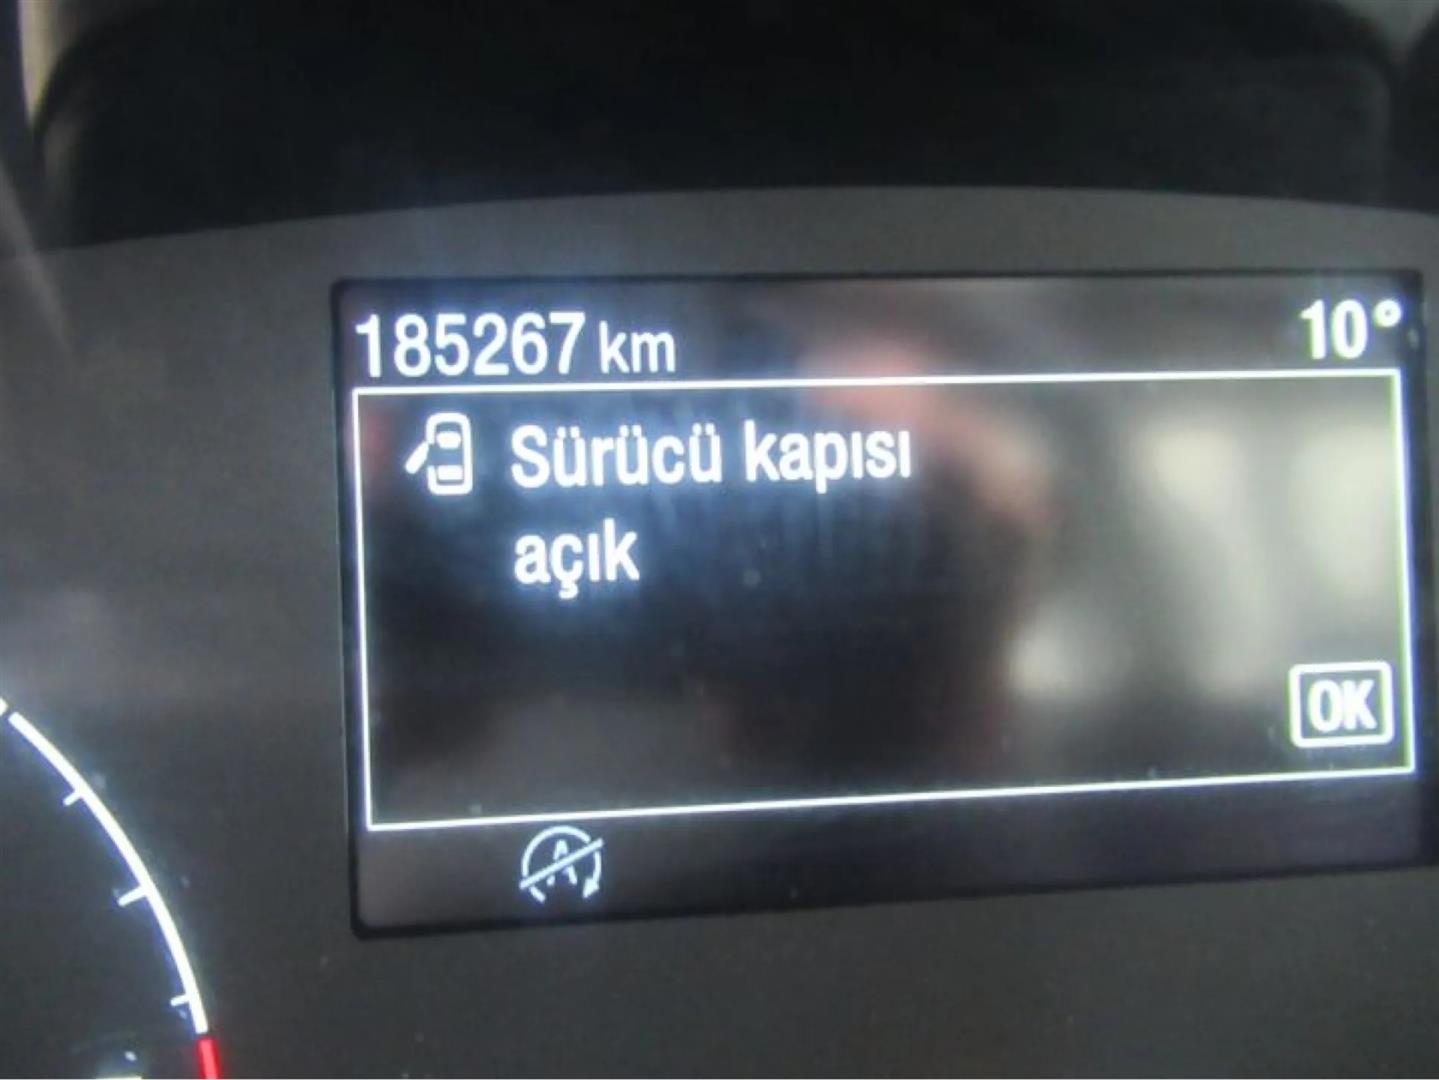 185267 km 10°
Sürücü kapısı
açık
OK
A